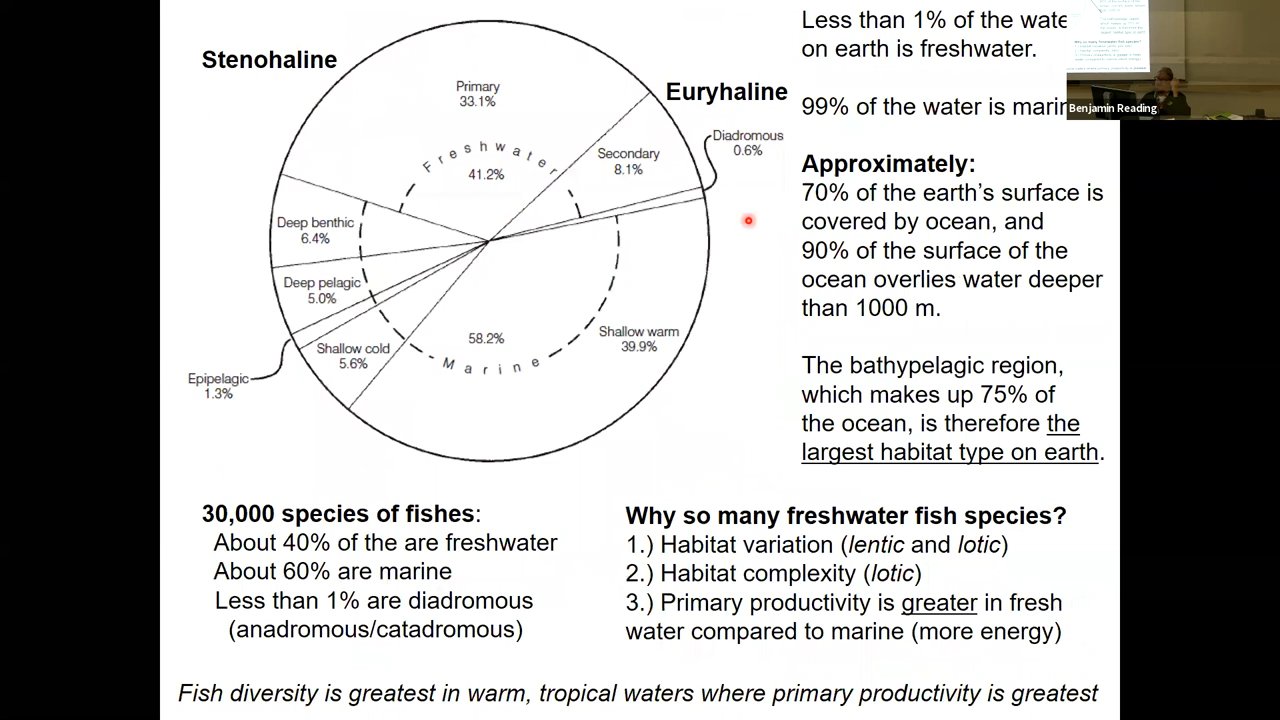 Stenohaline
Primary
33.1%
Euryhaline
Diadromous
0.6%
Freshwater
41.2%
Secondary
8.1%
Deep benthic
6.4%
Deep pelagic
5.0%
58.2%
Marine
Shallow warm
39.9%
Shallow cold
5.6%
Epipelagic
1.3%
Less than 1% of the
on earth is freshwater.
99% of the water is
Benjamin Reading
Approximately:
70% of the earth's surface is
covered by ocean, and
90% of the surface of the
ocean overlies water deeper
than 1000 m.
The bathypelagic region,
which makes up 75% of
the ocean, is therefore the
largest habitat type on earth.
30,000 species of fishes:
About 40% of the are freshwater
About 60% are marine
Less than 1% are diadromous
(anadromous/catadromous)
Why so many freshwater fish species?
1.) Habitat variation (lentic and lotic)
2.) Habitat complexity (lotic)
3.) Primary productivity is greater in fresh
water compared to marine (more energy)
Fish diversity is greatest in warm, tropical waters where primary productivity is greatest